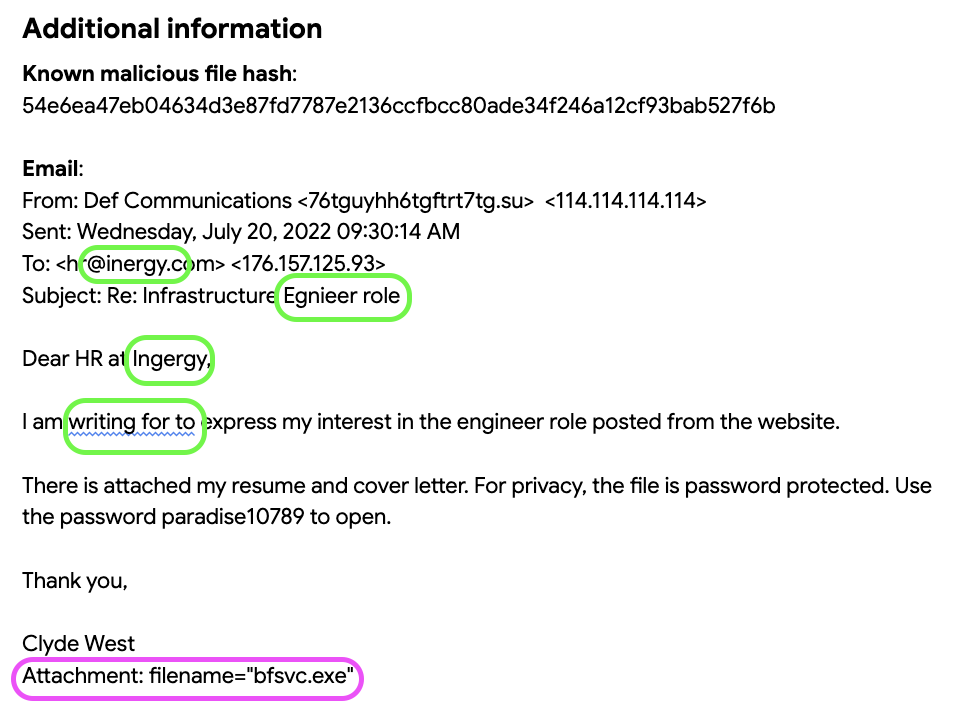 Additional information
Known malicious file hash:
54e6ea47eb04634d3e87fd7787e2136ccfbcc80ade34f246a12cf93bab527f6b
Email:
From: Def Communications <76tguyhh6tgftrt7tg.su> <114.114.114.114>
Sent: Wednesday, July 20, 2022 09:30:14 AM
To: <hr@inergy.com> <176.157.125.93>
Subject: Re: Infrastructure Egnieer role
Dear HR at Ingergy,
I am writing for to express my interest in the engineer role posted from the website.
There is attached my resume and cover letter. For privacy, the file is password protected. Use
the password paradise10789 to open.
Thank you,
Clyde West
Attachment: filename="bfsvc.exe"